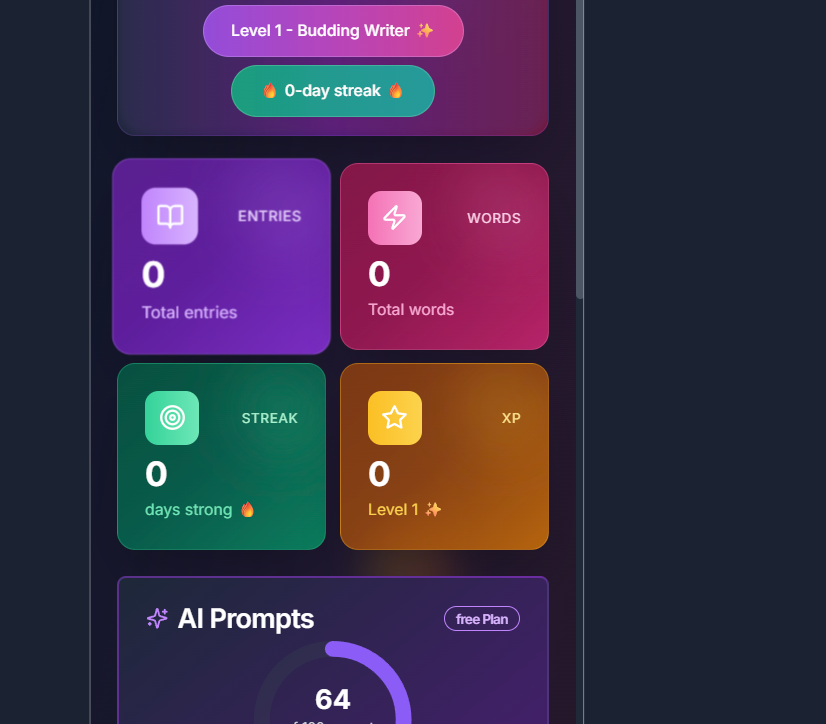 Level 1 - Budding Writer ✨
🔥 0-day streak 🔥
ENTRIES
0
Total entries
WORDS
0
Total words
STREAK
0
days strong 🔥
XP
0
Level 1 ✨
AI Prompts
free Plan
64